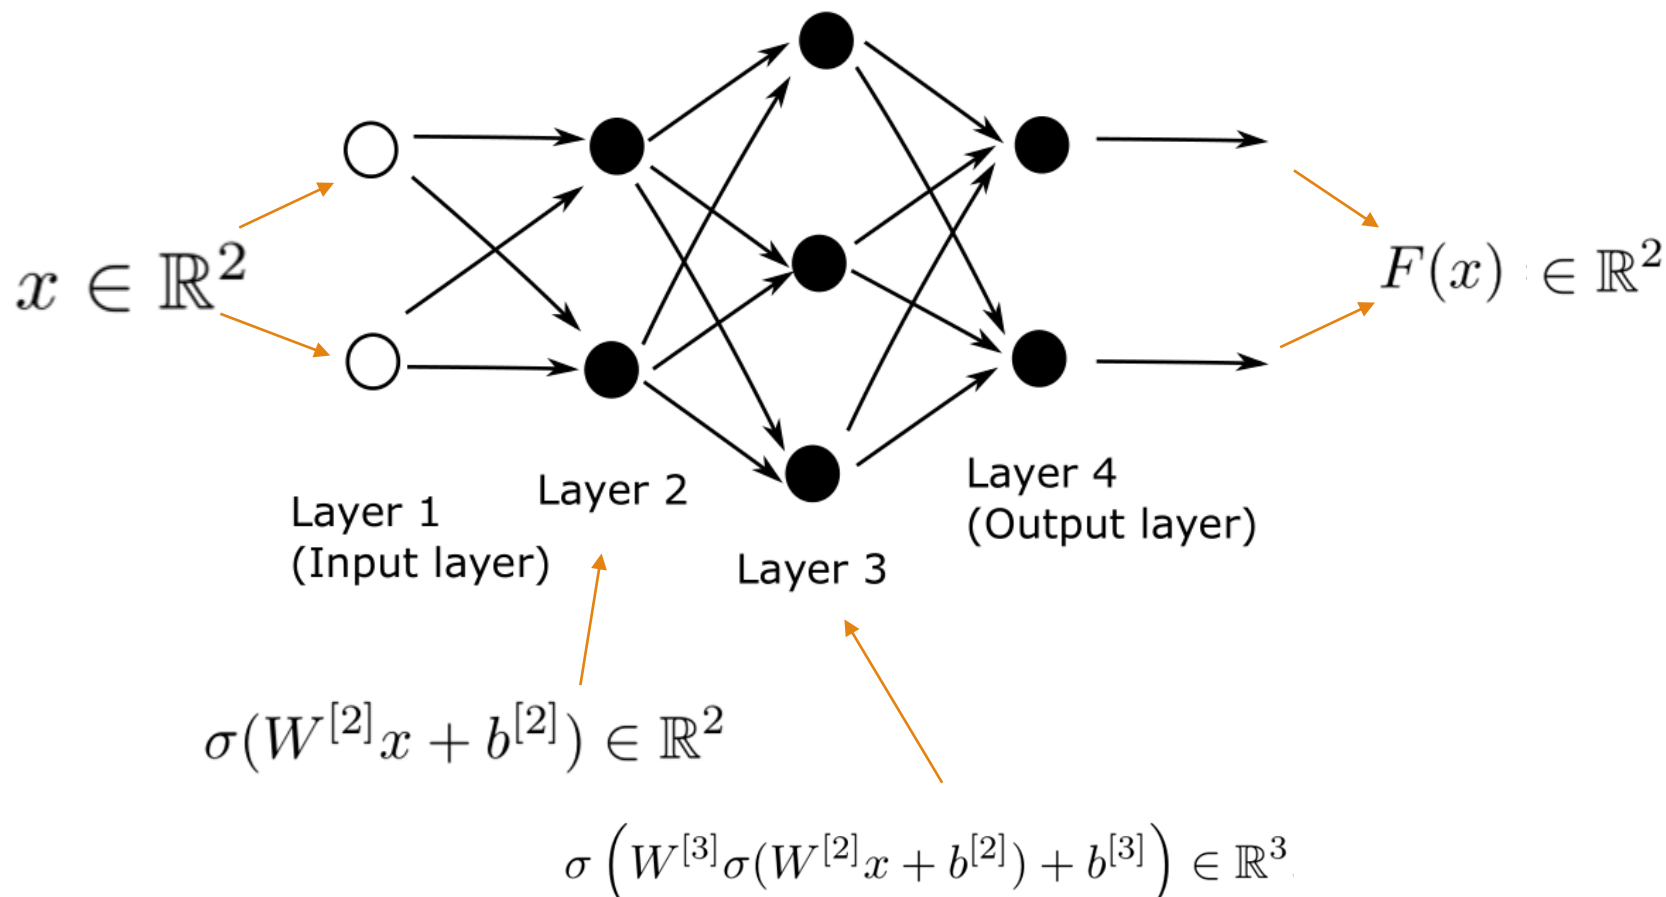 x ∈ ℝ²
F(x) ∈ ℝ²
Layer 1
(Input layer)
Layer 2
Layer 3
Layer 4
(Output layer)
σ(W^{[2]}x + b^{[2]}) ∈ ℝ²
σ(W^{[3]}σ(W^{[2]}x + b^{[2]}) + b^{[3]}) ∈ ℝ³